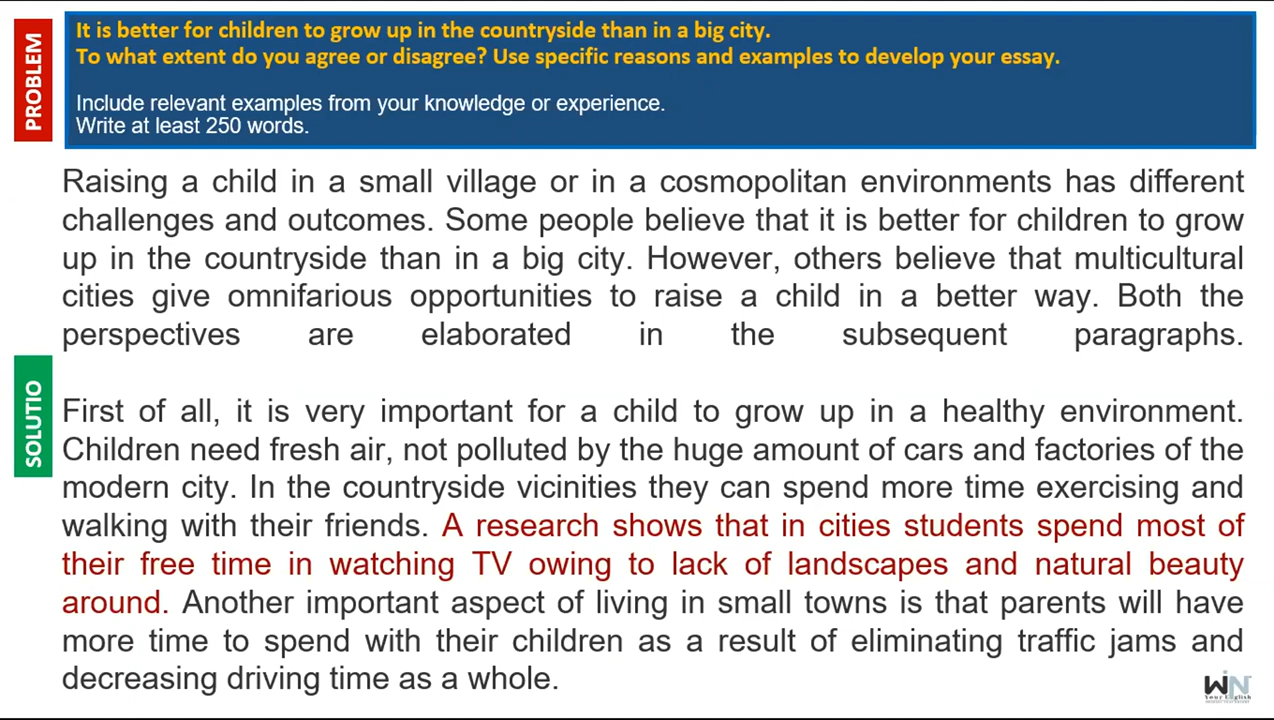 PROBLEM
It is better for children to grow up in the countryside than in a big city.
To what extent do you agree or disagree? Use specific reasons and examples to develop your essay.
Include relevant examples from your knowledge or experience.
Write at least 250 words.
Raising a child in a small village or in a cosmopolitan environments has different
challenges and outcomes. Some people believe that it is better for children to grow
up in the countryside than in a big city. However, others believe that multicultural
cities give omnifarious opportunities to raise a child in a better way. Both the
perspectives are elaborated in the subsequent paragraphs.
SOLUTIO
First of all, it is very important for a child to grow up in a healthy environment.
Children need fresh air, not polluted by the huge amount of cars and factories of the
modern city. In the countryside vicinities they can spend more time exercising and
walking with their friends. A research shows that in cities students spend most of
their free time in watching TV owing to lack of landscapes and natural beauty
around. Another important aspect of living in small towns is that parents will have
more time to spend with their children as a result of eliminating traffic jams and
decreasing driving time as a whole.
WIN
Your English